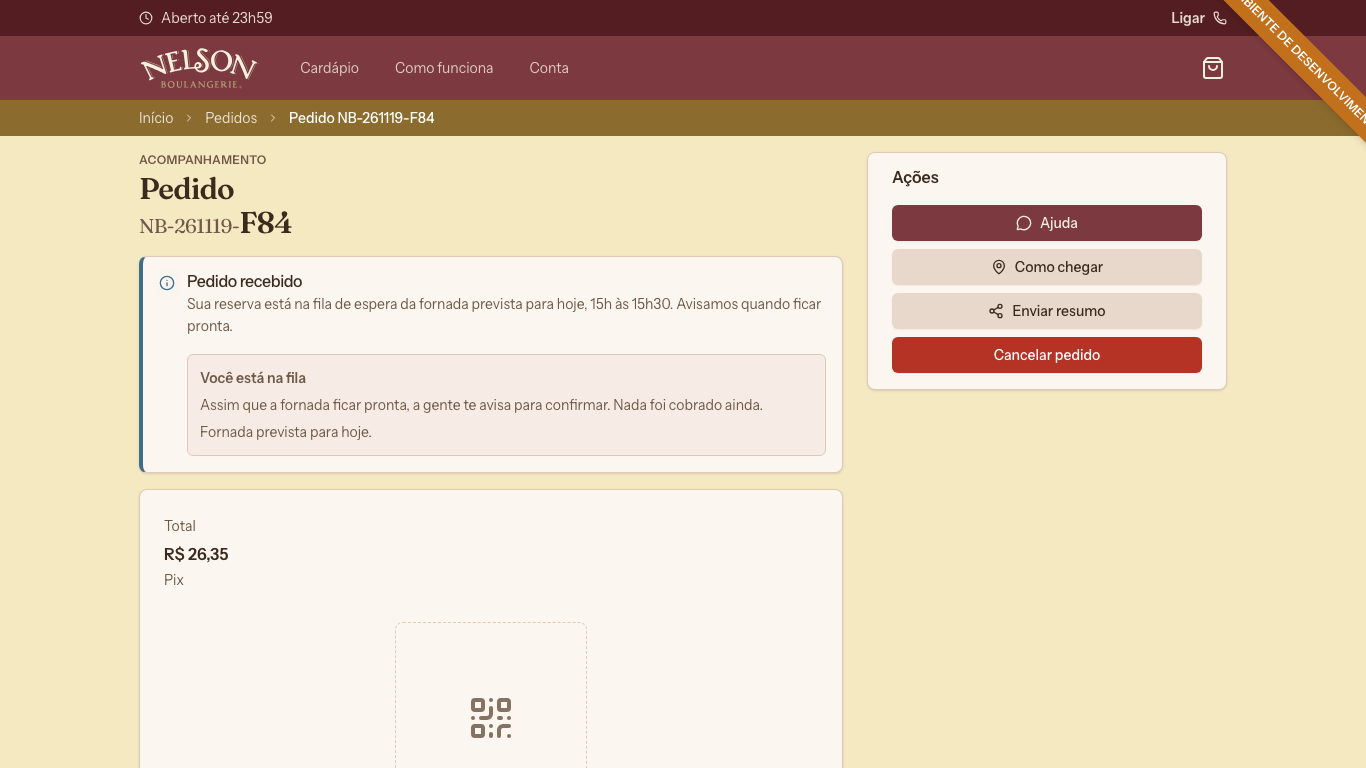 Aberto até 23h59
Ligar
BIENTE DE DESENVOLVIMEN
NELSON
BOULANGERIE
Cardápio
Como funciona
Conta
Início
Pedidos
Pedido NB-261119-F84
ACOMPANHAMENTO
Pedido
NB-261119-F84
Pedido recebido
Sua reserva está na fila de espera da fornada prevista para hoje, 15h às 15h30. Avisamos quando ficar
pronta.
Você está na fila
Assim que a fornada ficar pronta, a gente te avisa para confirmar. Nada foi cobrado ainda.
Fornada prevista para hoje.
Total
R$ 26,35
Pix
Ações
Ajuda
Como chegar
Enviar resumo
Cancelar pedido